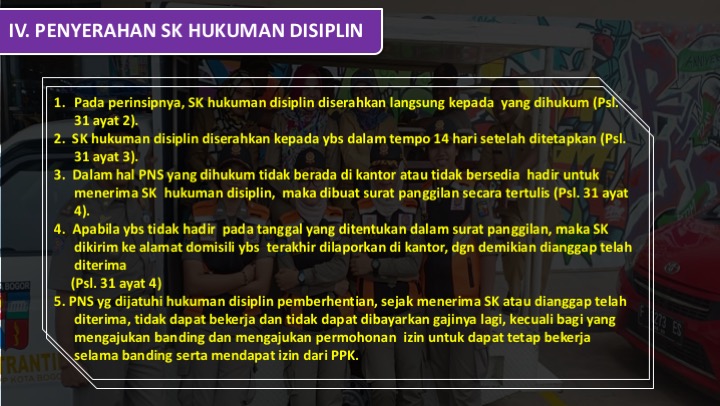 IV. PENYERAHAN SK HUKUMAN DISIPLIN
1. Pada perinsipnya, SK hukuman disiplin diserahkan langsung kepada yang dihukum (Psl.
31 ayat 2).
2. SK hukuman disiplin diserahkan kepada ybs dalam tempo 14 hari setelah ditetapkan (Psl.
31 ayat 3).
3. Dalam hal PNS yang dihukum tidak berada di kantor atau tidak bersedia hadir untuk
menerima SK hukuman disiplin, maka dibuat surat panggilan secara tertulis (Psl. 31 ayat
4).
4. Apabila ybs tidak hadir pada tanggal yang ditentukan dalam surat panggilan, maka SK
dikirim ke alamat domisili ybs terakhir dilaporkan di kantor, dgn demikian dianggap telah
diterima
(Psl. 31 ayat 4)
5. PNS yg dijatuhi hukuman disiplin pemberhentian, sejak menerima SK atau dianggap telah
diterima, tidak dapat bekerja dan tidak dapat dibayarkan gajinya lagi, kecuali bagi yang
mengajukan banding dan mengajukan permohonan izin untuk dapat tetap bekerja
selama banding serta mendapat izin dari PPK.